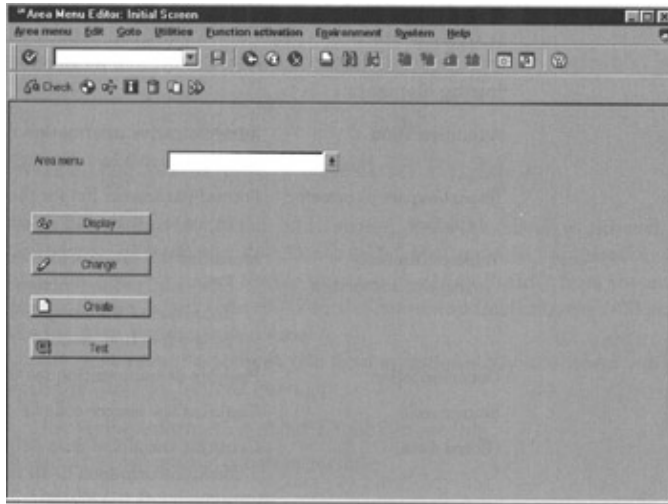 Area Menu Editor: Initial Screen
Area menu Edit Goto Utilities Function activation Environment System Help
Check
Area menu
Display
Change
Create
Test